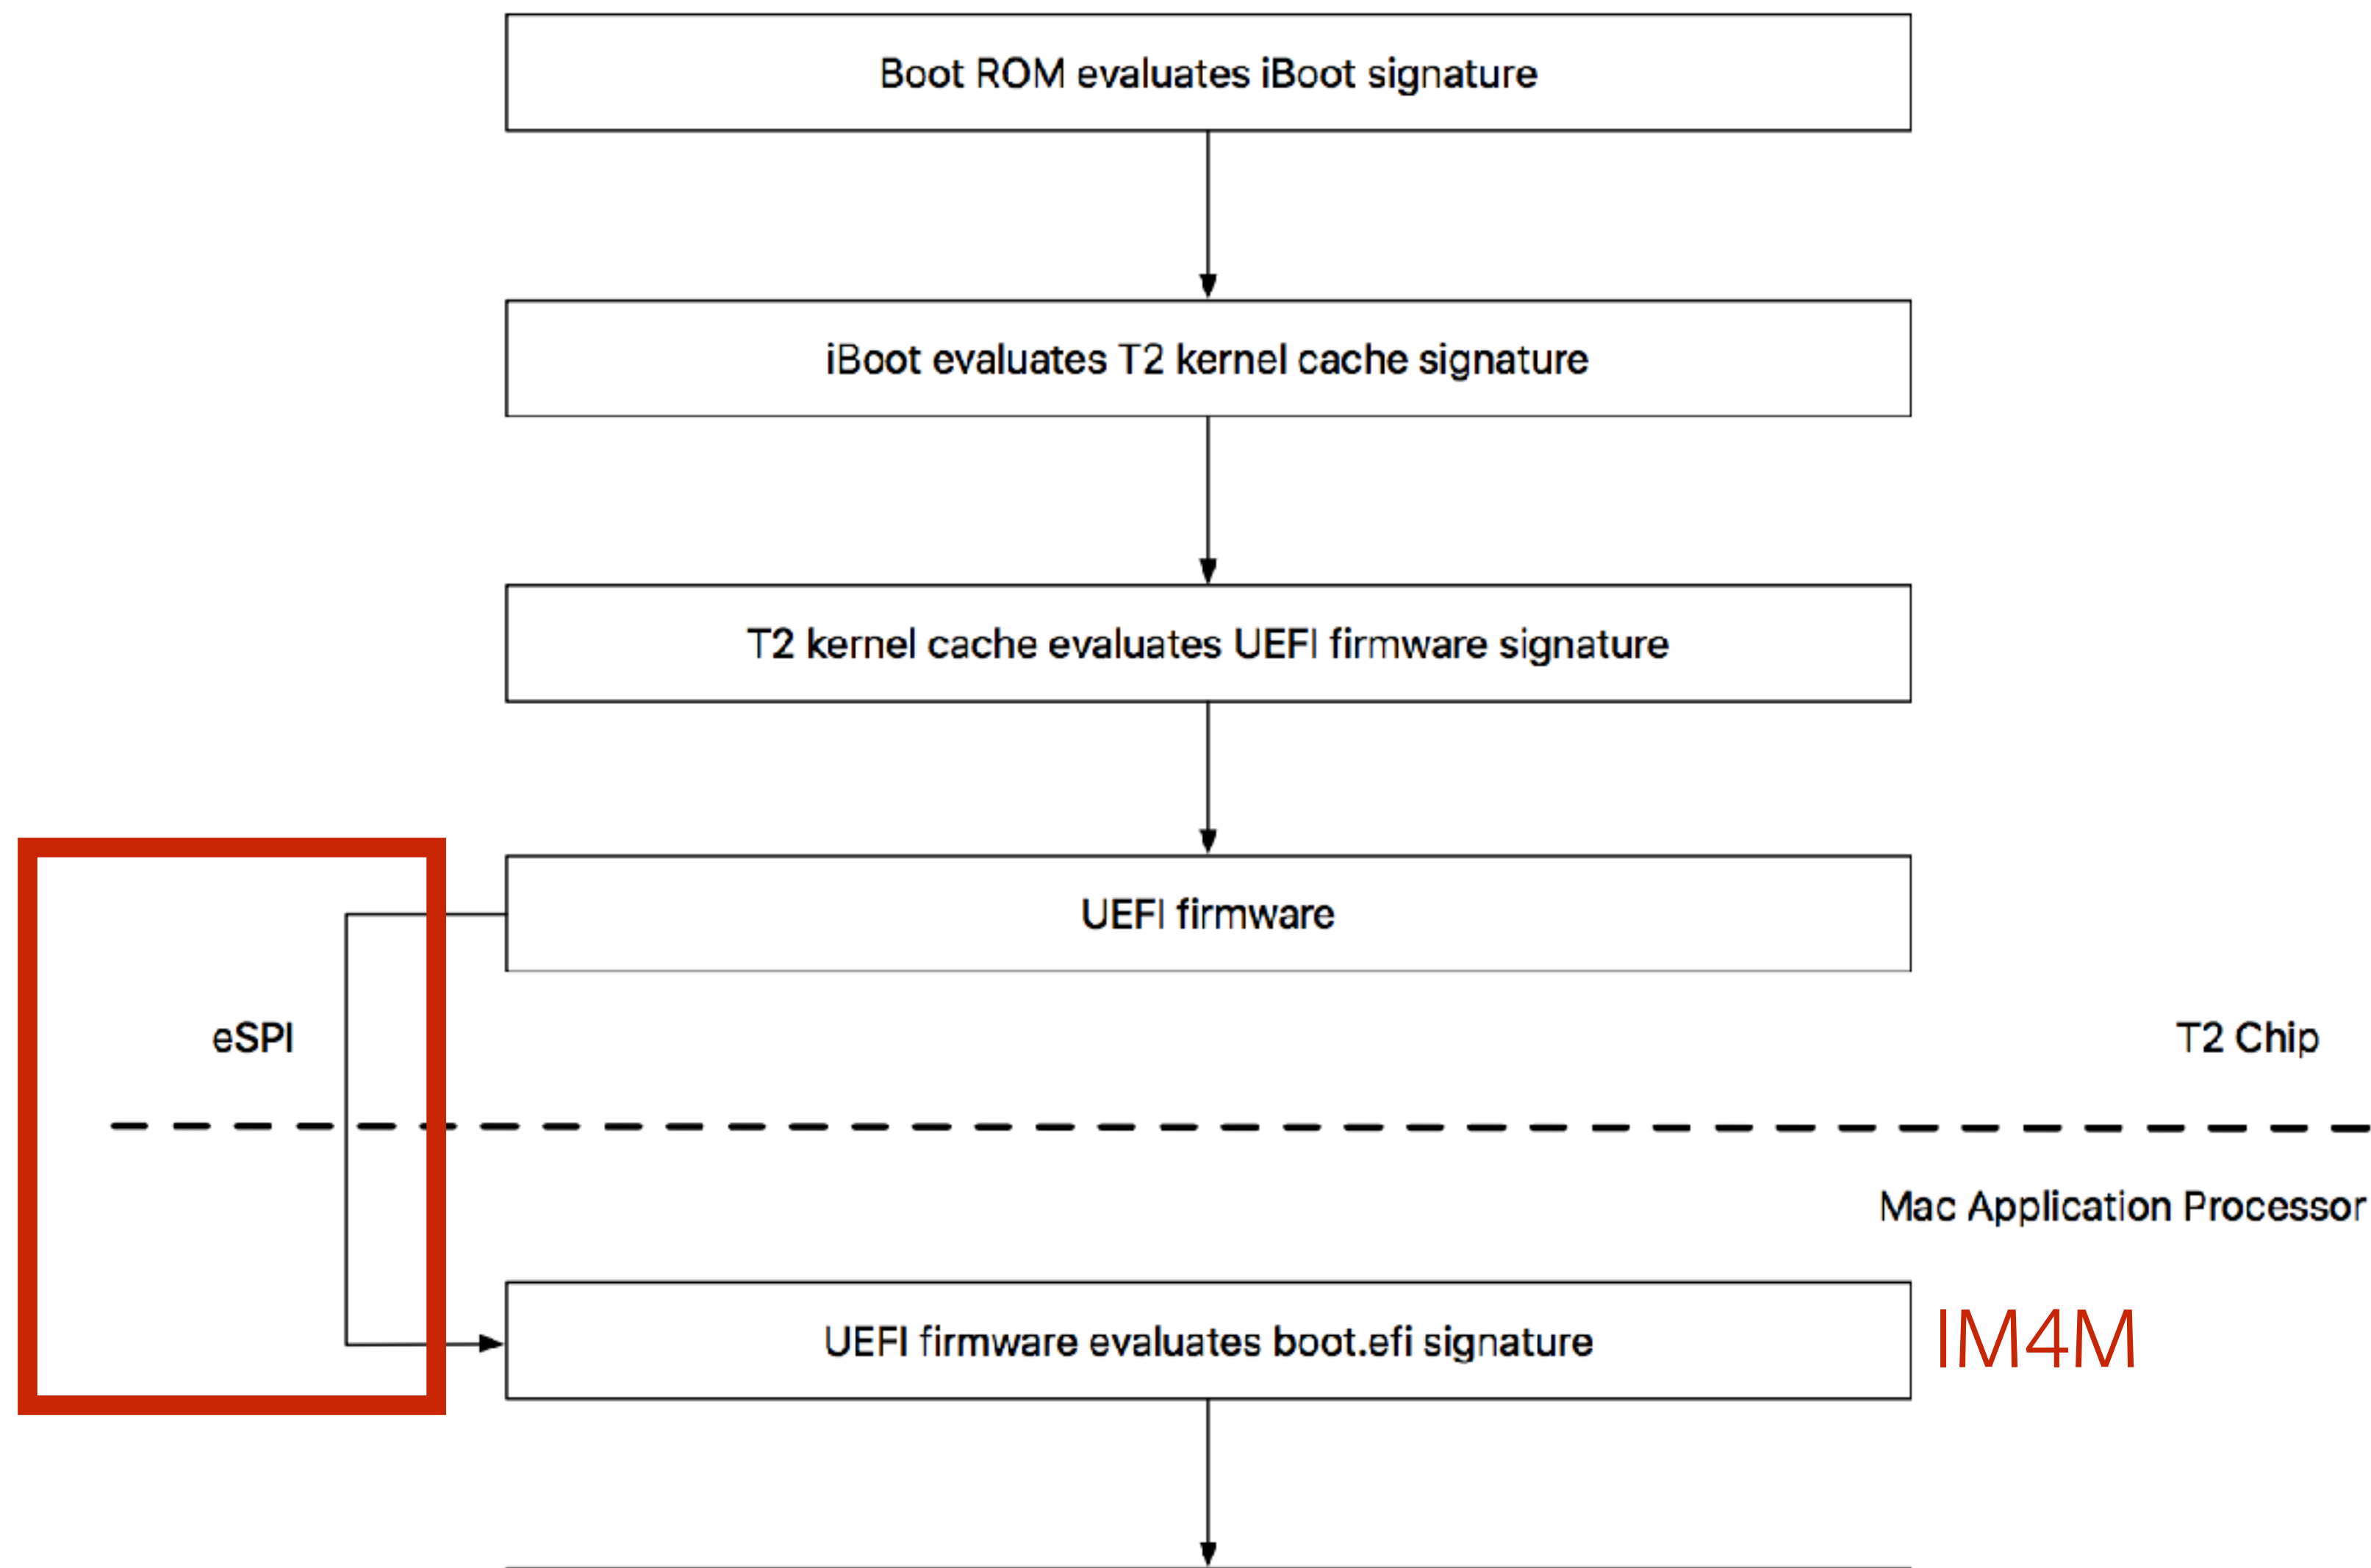 Boot ROM evaluates iBoot signature
iBoot evaluates T2 kernel cache signature
T2 kernel cache evaluates UEFI firmware signature
UEFI firmware
eSPI
T2 Chip
Mac Application Processor
UEFI firmware evaluates boot.efi signature
IM4M